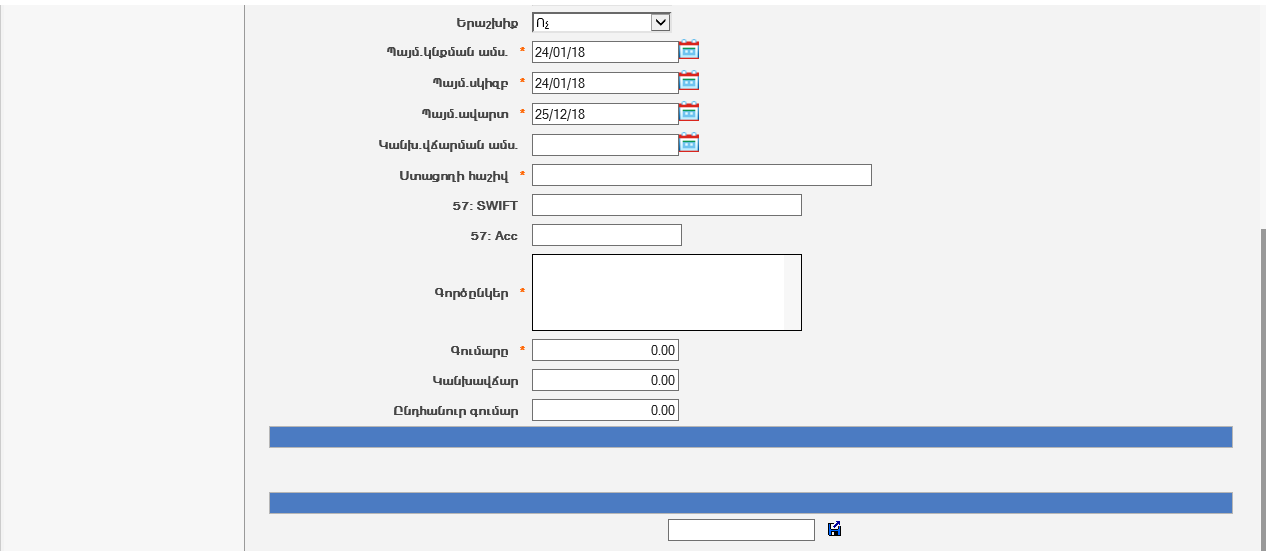 Երաշխիք Ոչ
Պայմ.կնքման ամս. * 24/01/18
Պայմ.սկիզբ * 24/01/18
Պայմ.ավարտ * 25/12/18
Կանխ.վճարման ամս.
Ստացողի հաշիվ *
57: SWIFT
57: Acc
Գործընկեր *
Գումարը * 0.00
Կանխավճար 0.00
Ընդհանուր գումար 0.00